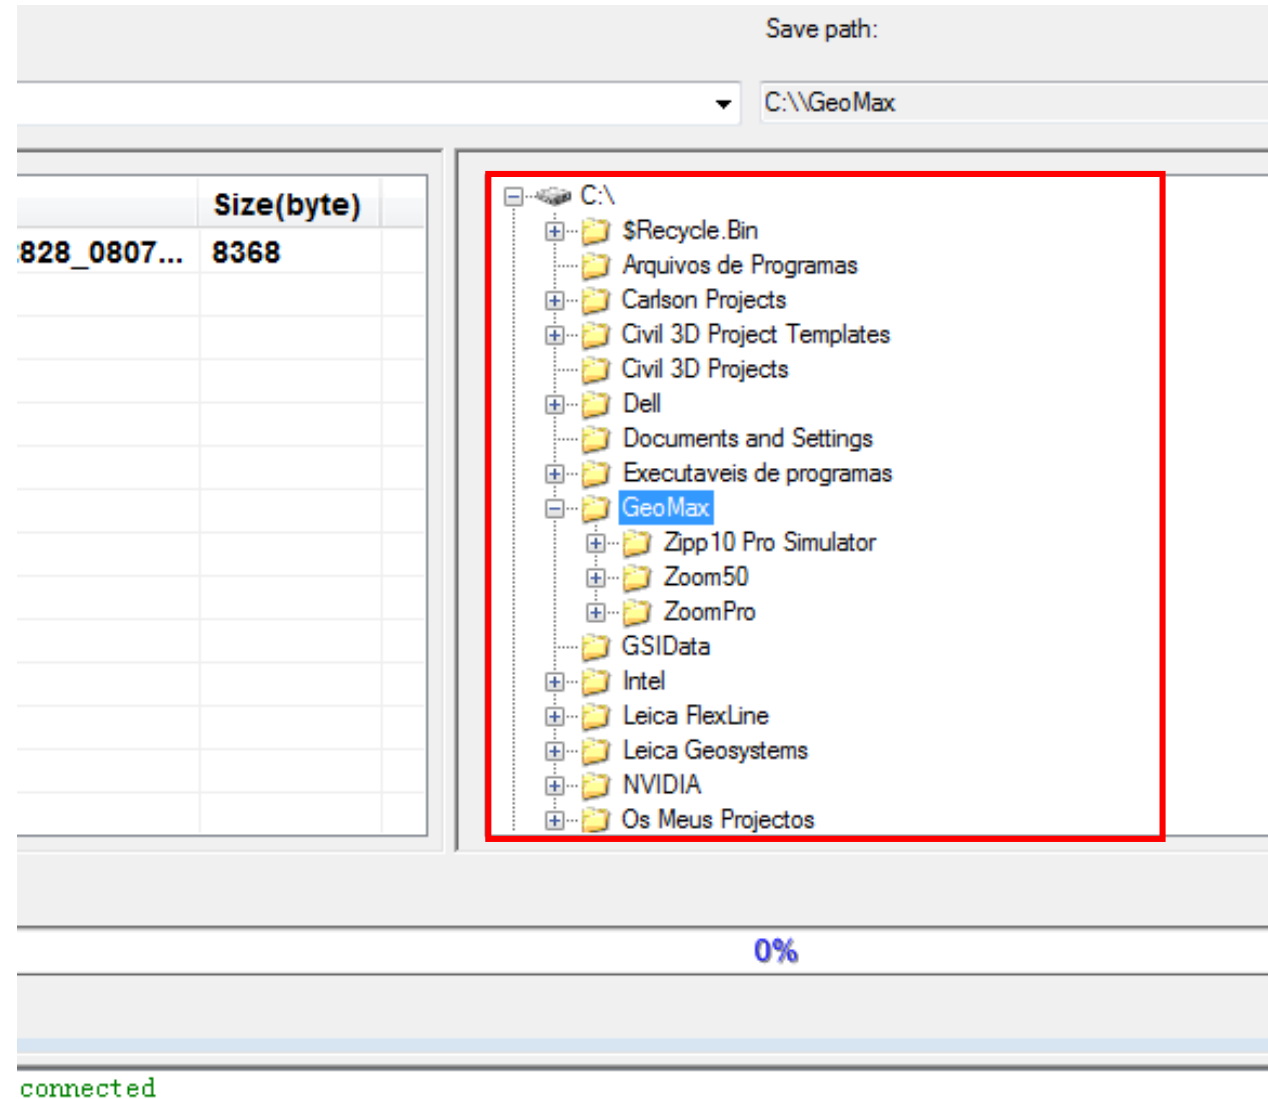 Save path:
C:\\GeoMax
Size(byte)
828_0807... 8368
C:\
$Recycle.Bin
Arquivos de Programas
Carlson Projects
Civil 3D Project Templates
Civil 3D Projects
Dell
Documents and Settings
Executaveis de programas
GeoMax
Zipp10 Pro Simulator
Zoom50
ZoomPro
GSIData
Intel
Leica FlexLine
Leica Geosystems
NVIDIA
Os Meus Projectos
0%
connected